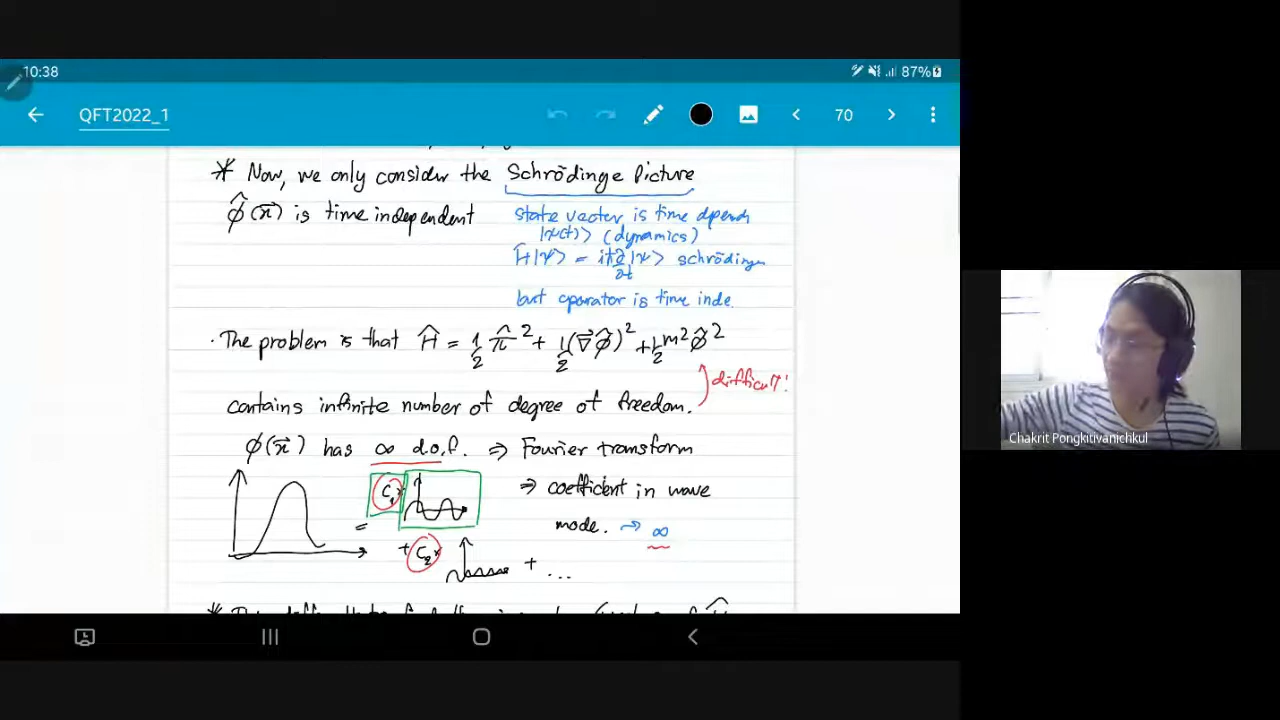 10:38
87%
QFT2022_1
70
* Now, we only consider the Schrödinge Picture
φ̂(x⃗) is time independent
state vector is time depend
|ψ(t)> (dynamics)
Ĥ|ψ> = iħ∂/∂t|ψ> schrödinge
but operator is time inde.
· The problem is that Ĥ = 1/2 π̂² + 1/2(∇⃗φ̂)² + 1/2m²φ̂²
difficult!
contains infinite number of degree of freedom.
φ(x⃗) has ∞ d.o.f. ⇒ Fourier transform
⇒ coefficient in wave
mode. → ∞
= C₁×
+ C₂× + ...
Chakrit Pongkitivanichkul